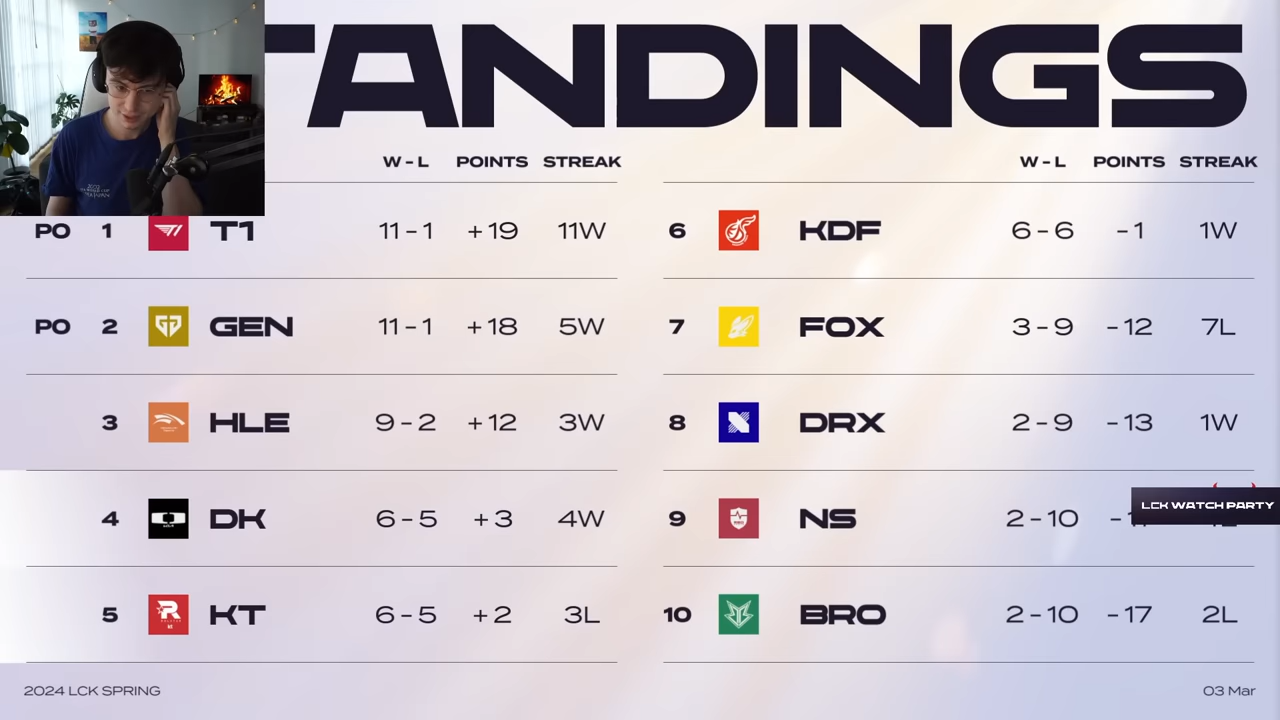 TANDINGS
W - L POINTS STREAK
PO 1 T1 11 - 1 +19 11W
PO 2 GEN 11 - 1 +18 5W
3 HLE 9 - 2 +12 3W
4 DK 6 - 5 +3 4W
5 KT 6 - 5 +2 3L
W - L POINTS STREAK
6 KDF 6 - 6 -1 1W
7 FOX 3 - 9 -12 7L
8 DRX 2 - 9 -13 1W
9 NS 2 - 10
LCK WATCH PARTY
10 BRO 2 - 10 -17 2L
2024 LCK SPRING
03 Mar